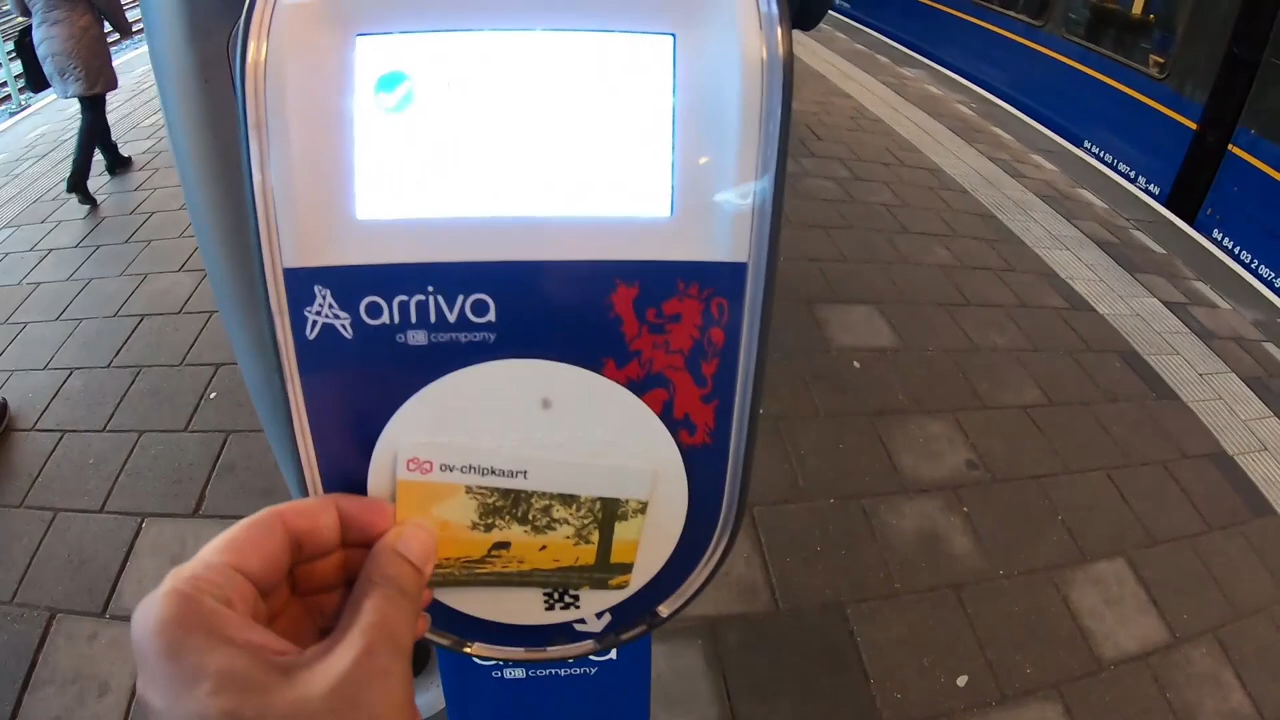 arriva
a DB company
ov-chipkaart
arriva
a DB company
94 84 4 03 1 007-6 NL-AN
94 84 4 03 2 007-5